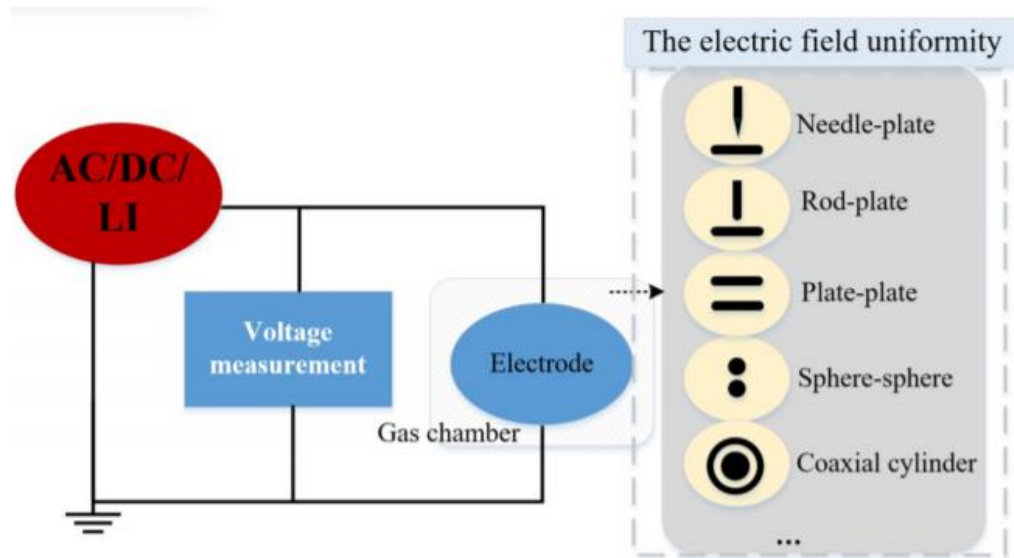 The electric field uniformity
AC/DC/
LI
Needle-plate
Rod-plate
Plate-plate
Voltage
measurement
Electrode
Sphere-sphere
Gas chamber
Coaxial cylinder
...